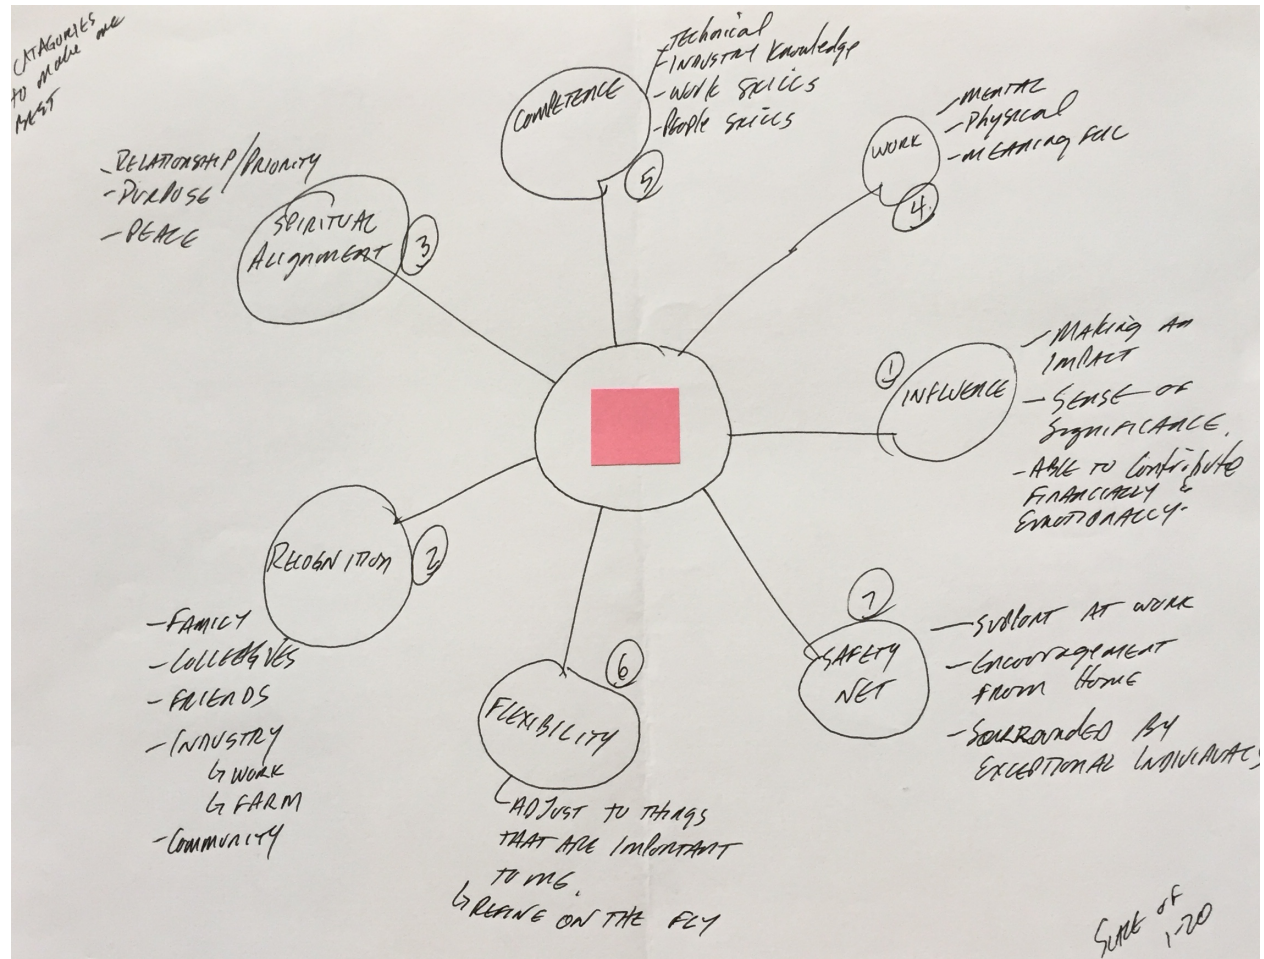 CATAGORIES
TO MAKE ME
BEST
COMPETENCE
5
-TECHNICAL
-INDUSTRY Knowledge
-WORK SKILLS
-PEOPLE SKILLS
WORK
4
-MENTAL
-Physical
-MEANINGFUL
INFLUENCE
1
-MAKING AN
IMPACT
-SENSE OF
SIGNIFICANCE.
-ABLE TO Contribute
FINANCIALLY &
EMOTIONALLY-
SAFETY
NET
7
-SUPPORT AT WORK
-ENCOURAGEMENT
FROM HOME
-SURROUNDED BY
EXCEPTIONAL INDIVIDUALS
FLEXIBILITY
6
ADJUST TO THINGS
THAT ARE IMPORTANT
TO ME.
REFINE ON THE FLY
RECOGNITION
2
-FAMILY
-FRIENDS
-INDUSTRY
WORK
FARM
-COMMUNITY
SPIRITUAL
ALIGNMENT
3
-RELATIONSHIP/PRIORITY
-PURPOSE
-PEACE
SCALE OF
1-20